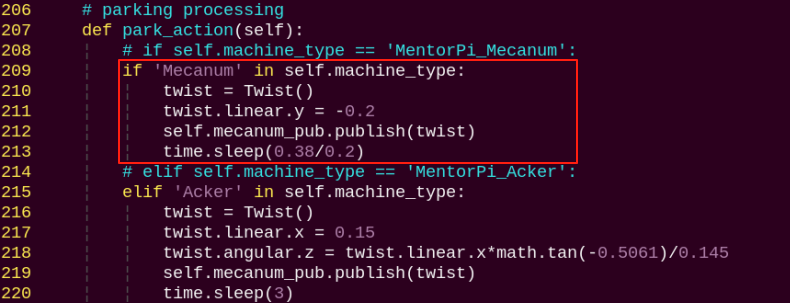 206     # parking processing
207     def park_action(self):
208         # if self.machine_type == 'MentorPi_Mecanum':
209         if 'Mecanum' in self.machine_type:
210             twist = Twist()
211             twist.linear.y = -0.2
212             self.mecanum_pub.publish(twist)
213             time.sleep(0.38/0.2)
214         # elif self.machine_type == 'MentorPi_Acker':
215         elif 'Acker' in self.machine_type:
216             twist = Twist()
217             twist.linear.x = 0.15
218             twist.angular.z = twist.linear.x*math.tan(-0.5061)/0.145
219             self.mecanum_pub.publish(twist)
220             time.sleep(3)